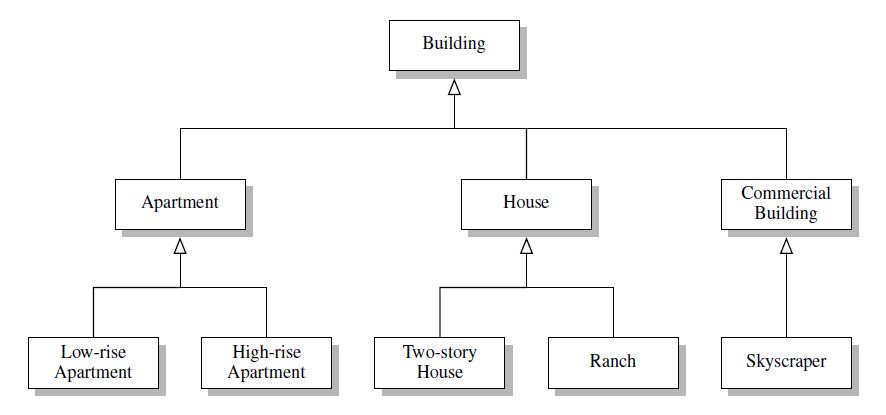 Building
Apartment
House
Commercial
Building
Low-rise
Apartment
High-rise
Apartment
Two-story
House
Ranch
Skyscraper